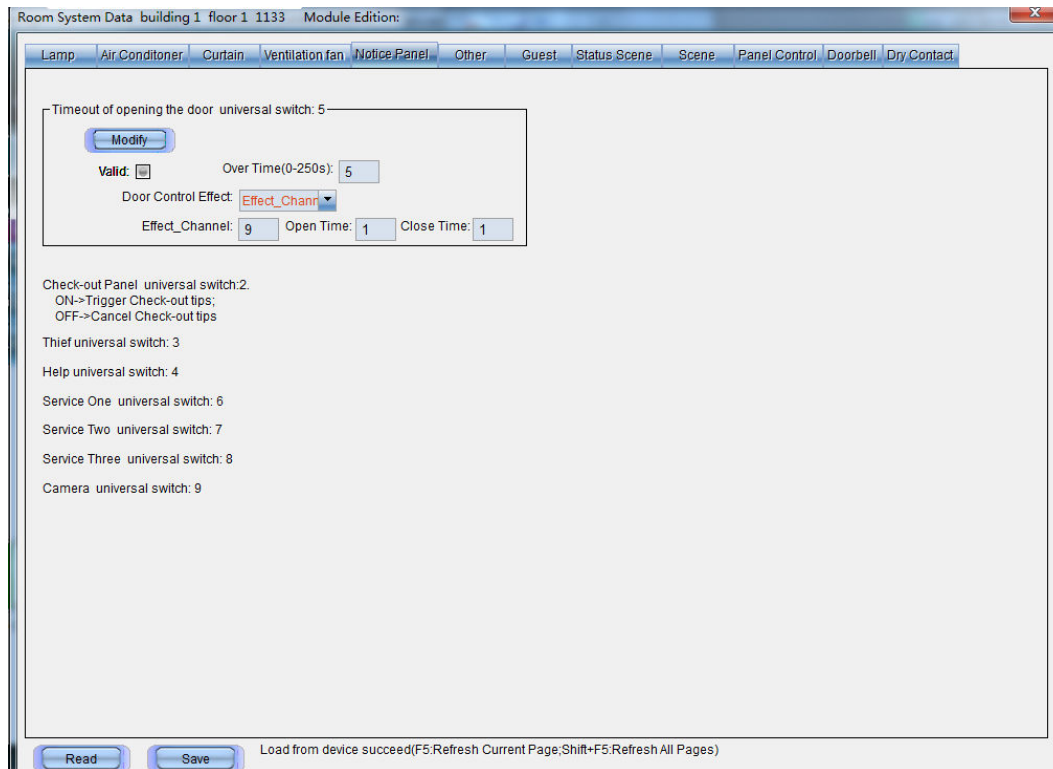 Room System Data building 1 floor 1 1133 Module Edition:
Lamp Air Conditoner Curtain Ventilation fan Notice Panel Other Guest Status Scene Scene Panel Control Doorbell Dry Contact
Timeout of opening the door universal switch: 5
Modify
Valid: Over Time(0-250s): 5
Door Control Effect: Effect_Chanr
Effect_Channel: 9 Open Time: 1 Close Time: 1
Check-out Panel universal switch:2.
ON->Trigger Check-out tips;
OFF->Cancel Check-out tips
Thief universal switch: 3
Help universal switch: 4
Service One universal switch: 6
Service Two universal switch: 7
Service Three universal switch: 8
Camera universal switch: 9
Read Save Load from device succeed(F5:Refresh Current Page;Shift+F5:Refresh All Pages)